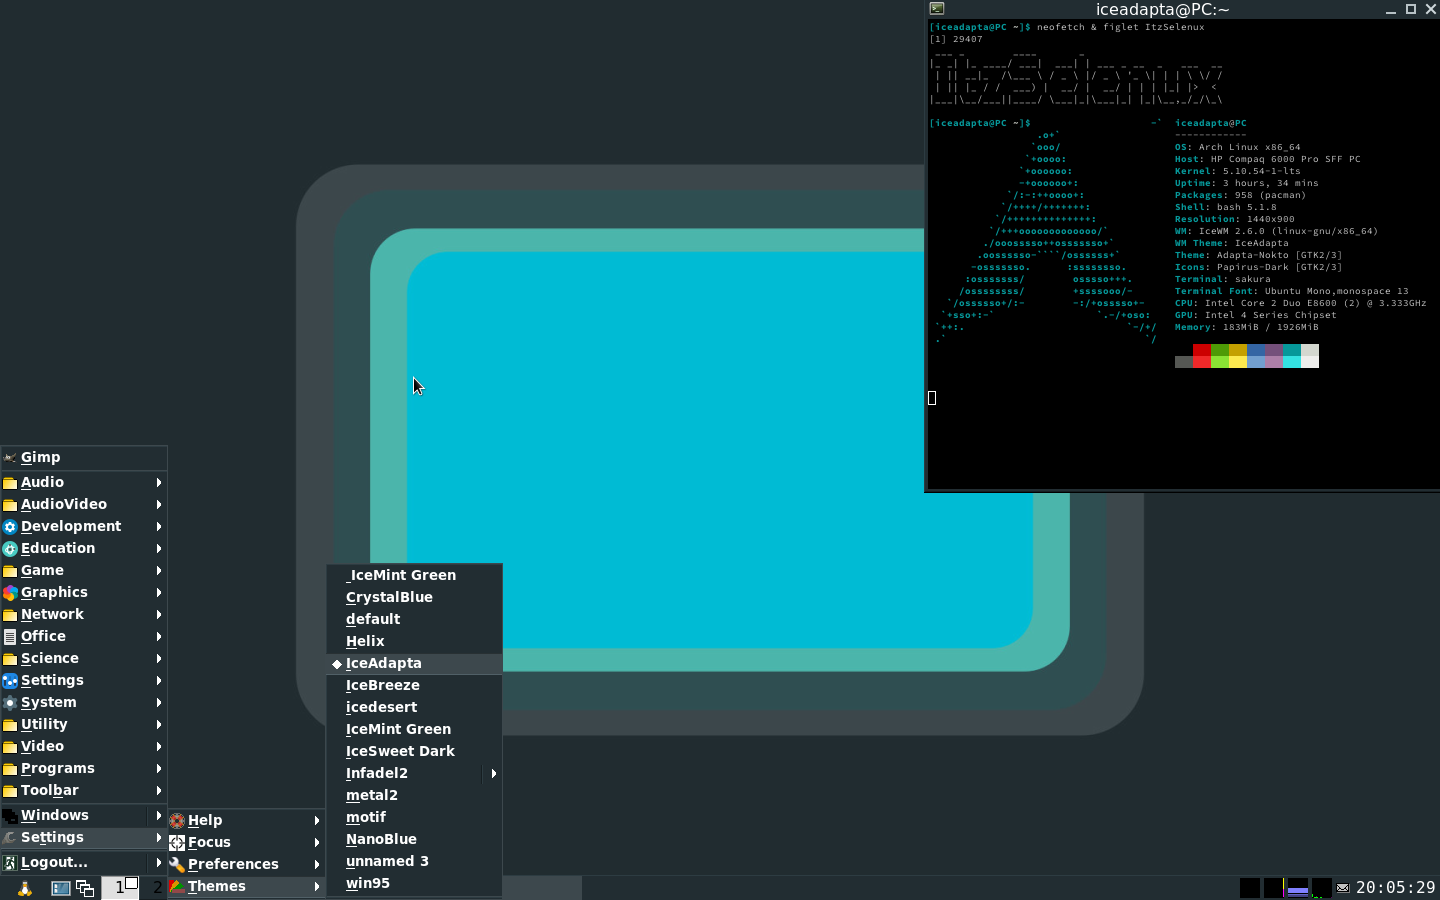 iceadapta@PC:~
[iceadapta@PC ~]$ neofetch & figlet ItzSelenux
[1] 29407
ItzSelenux
[iceadapta@PC ~]$
iceadapta@PC
------------
OS: Arch Linux x86_64
Host: HP Compaq 6000 Pro SFF PC
Kernel: 5.10.54-1-lts
Uptime: 3 hours, 34 mins
Packages: 958 (pacman)
Shell: bash 5.1.8
Resolution: 1440x900
WM: IceWM 2.6.0 (linux-gnu/x86_64)
WM Theme: IceAdapta
Theme: Adapta-Nokto [GTK2/3]
Icons: Papirus-Dark [GTK2/3]
Terminal: sakura
Terminal Font: Ubuntu Mono,monospace 13
CPU: Intel Core 2 Duo E8600 (2) @ 3.333GHz
GPU: Intel 4 Series Chipset
Memory: 183MiB / 1926MiB
Gimp
Audio
AudioVideo
Development
Education
Game
Graphics
Network
Office
Science
Settings
System
Utility
Video
Programs
Toolbar
Windows
Settings
Logout...
Help
Focus
Preferences
Themes
_IceMint Green
CrystalBlue
default
Helix
IceAdapta
IceBreeze
icedesert
IceMint Green
IceSweet Dark
Infadel2
metal2
motif
NanoBlue
unnamed 3
win95
1
2
20:05:29